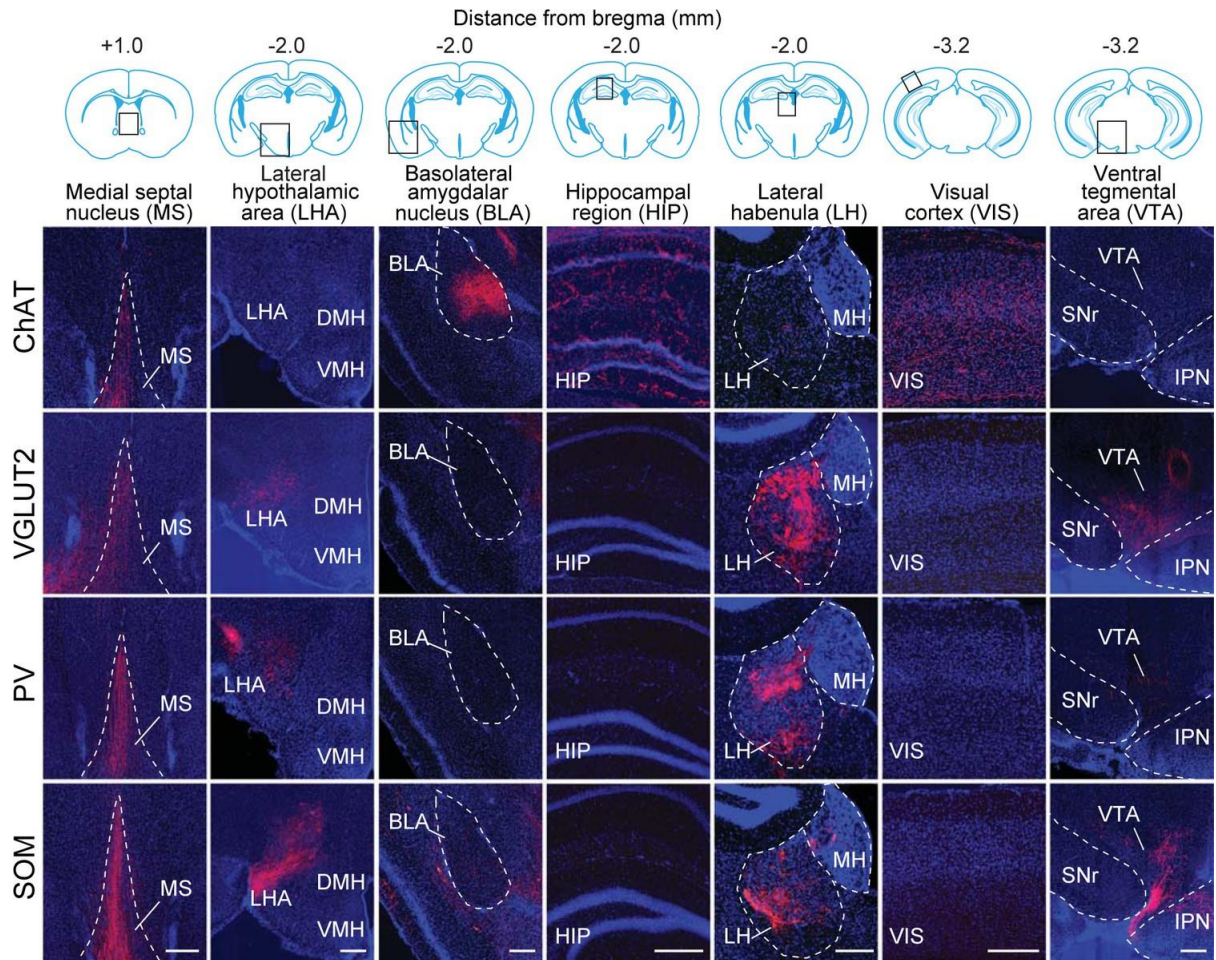 Distance from bregma (mm)
+1.0 -2.0 -2.0 -2.0 -2.0 -3.2 -3.2
Medial septal
nucleus (MS)
Lateral
hypothalamic
area (LHA)
Basolateral
amygdalar
nucleus (BLA)
Hippocampal
region (HIP)
Lateral
habenula (LH)
Visual
cortex (VIS)
Ventral
tegmental
area (VTA)
ChAT
MS
LHA
DMH
VMH
BLA
HIP
MH
LH
VIS
VTA
SNr
IPN
VGLUT2
MS
LHA
DMH
VMH
BLA
HIP
MH
LH
VIS
VTA
SNr
IPN
PV
MS
LHA
DMH
VMH
BLA
HIP
MH
LH
VIS
VTA
SNr
IPN
SOM
MS
LHA
DMH
VMH
BLA
HIP
MH
LH
VIS
VTA
SNr
IPN